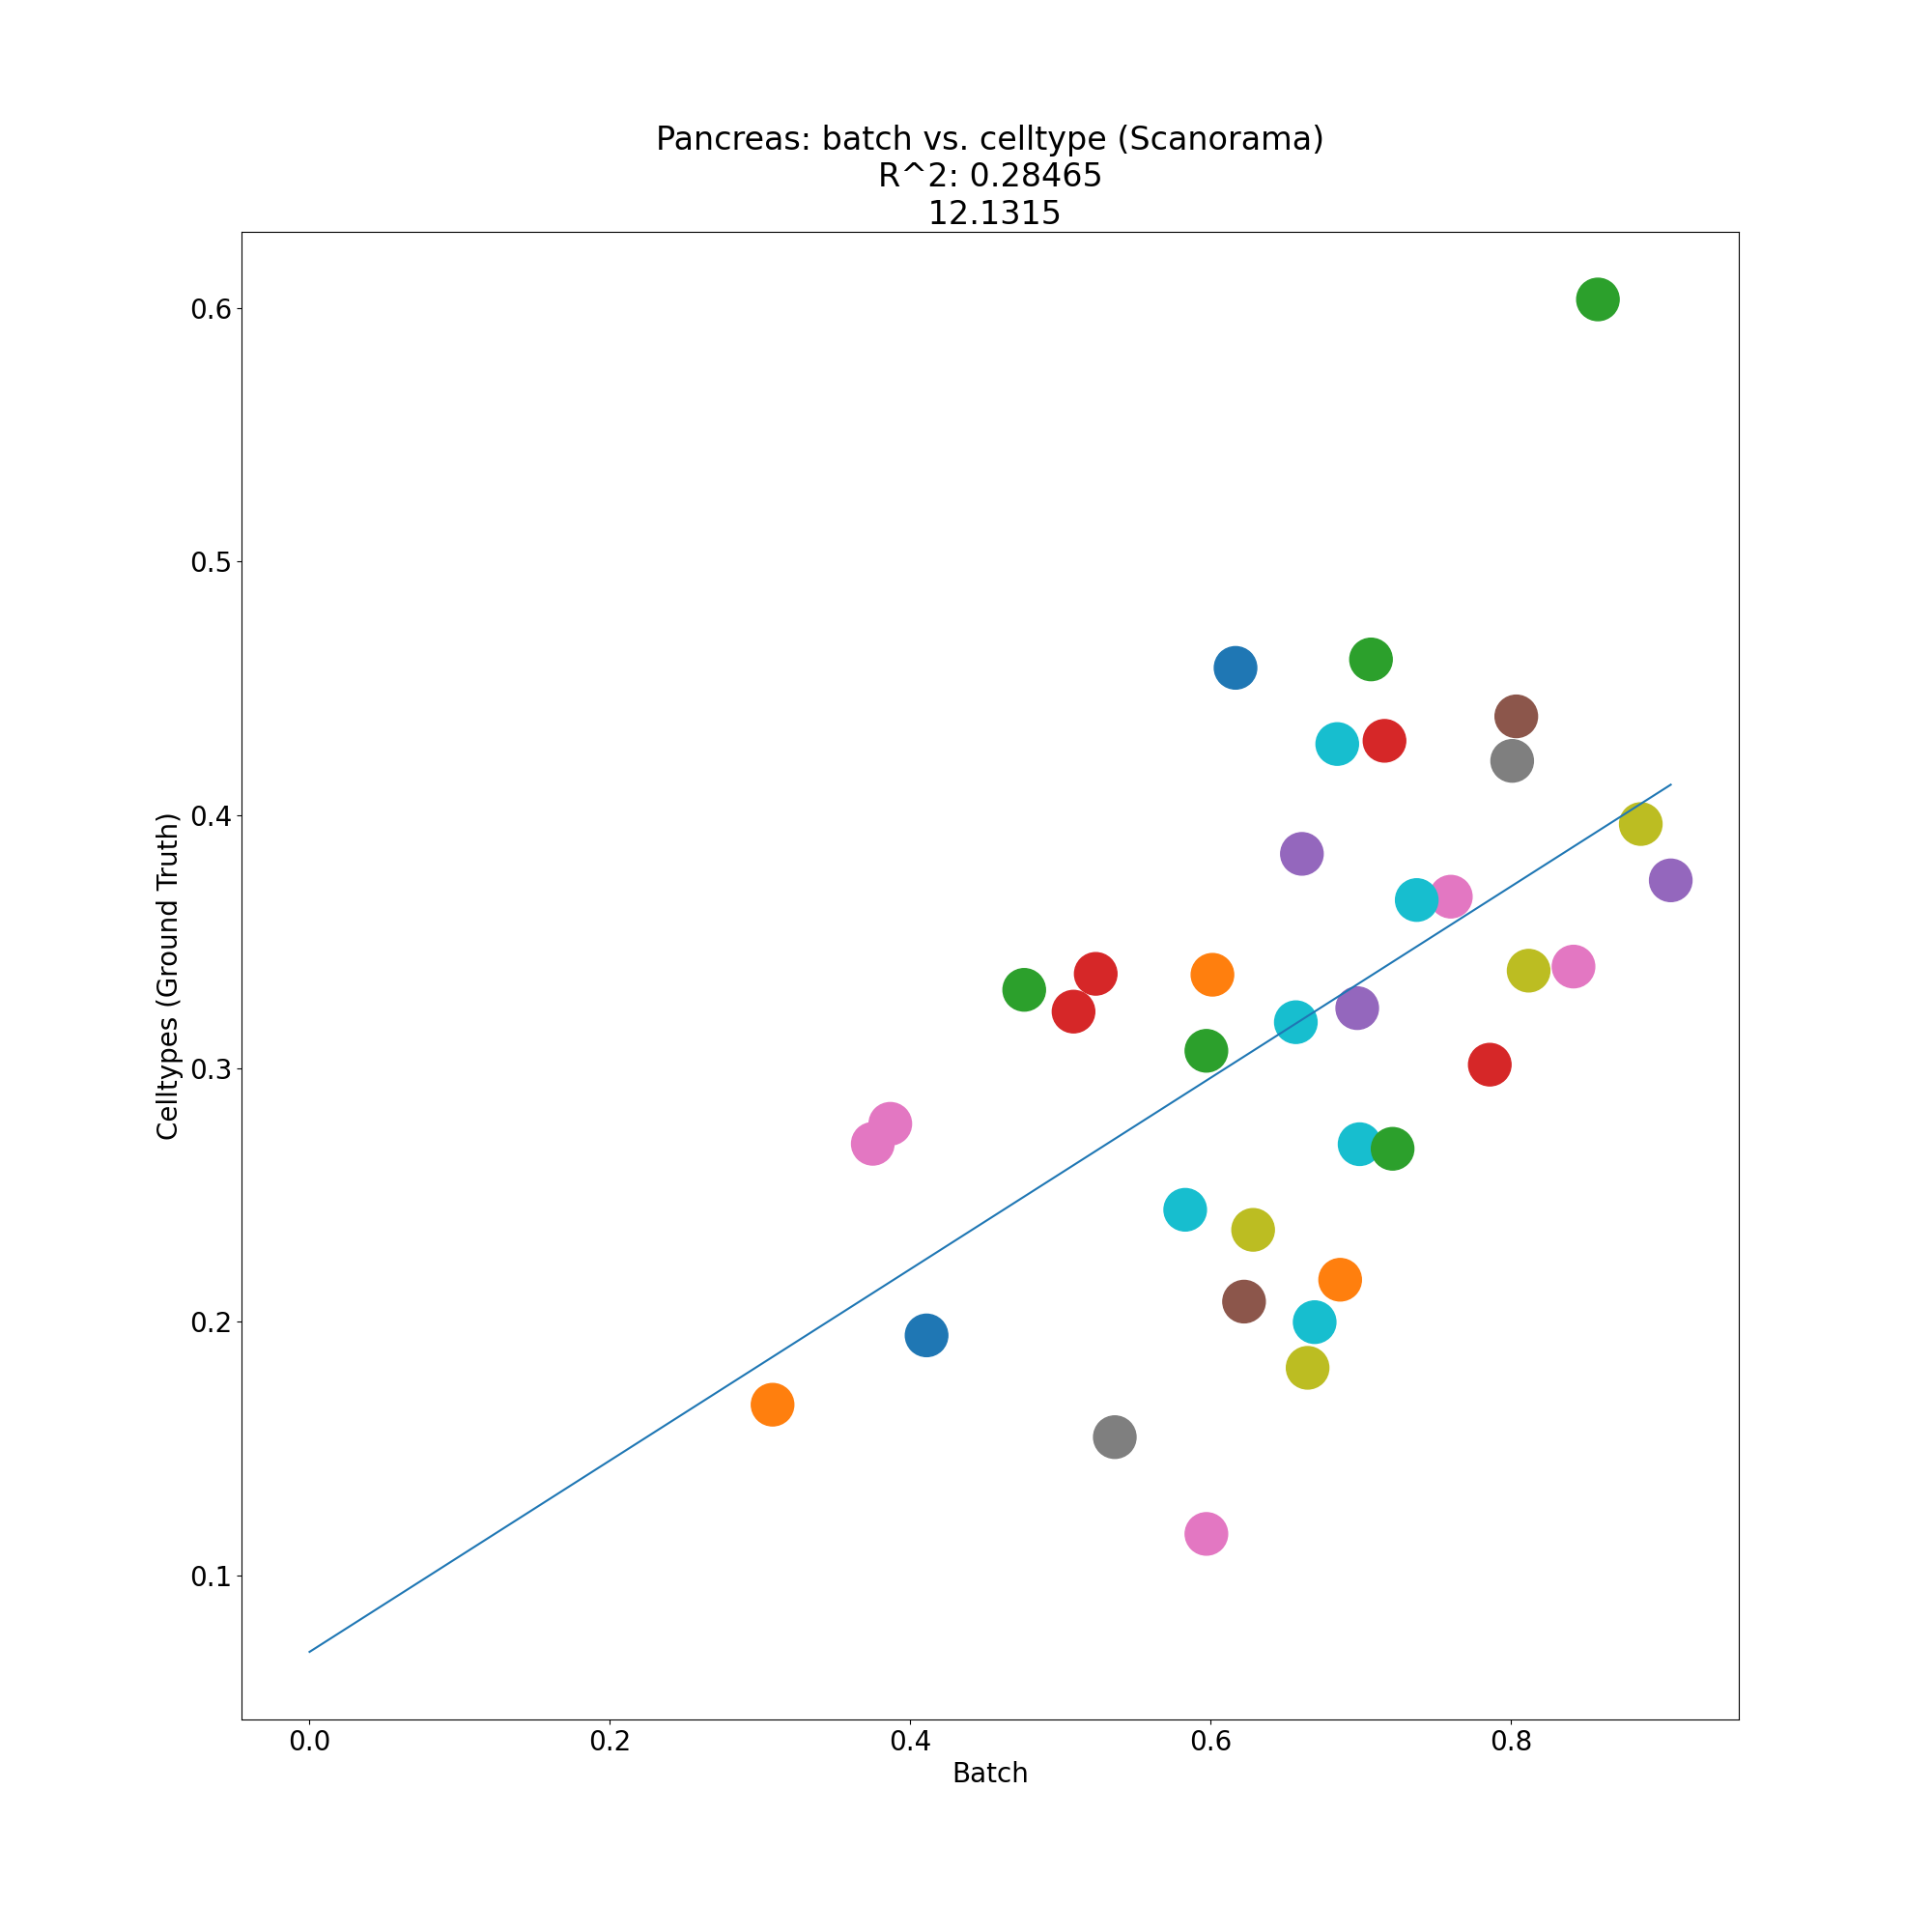 Pancreas: batch vs. celltype (Scanorama)
R^2: 0.28465
12.1315
Celltypes (Ground Truth)
0.6
0.5
0.4
0.3
0.2
0.1
0.0 0.2 0.4 0.6 0.8
Batch